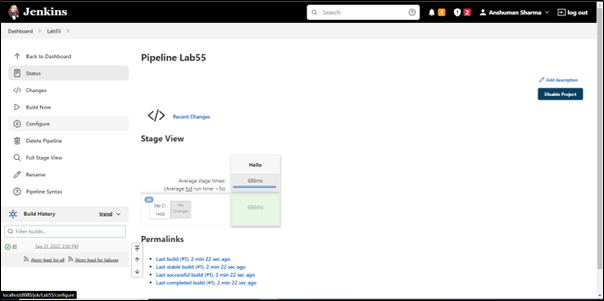 Jenkins
Search
1
2
Anshuman Sharma
log out
Dashboard
Lab55
Back to Dashboard
Status
Changes
Build Now
Configure
Delete Pipeline
Full Stage View
Rename
Pipeline Syntax
Build History
trend
Filter builds...
#1
Sep 21, 2022, 2:00 PM
Atom feed for all
Atom feed for failures
Pipeline Lab55
Add description
Disable Project
Recent Changes
Stage View
Hello
Average stage times:
(Average full run time: ~5s)
686ms
#1
Sep 21
14:00
No
Changes
686ms
Permalinks
Last build (#1), 2 min 22 sec ago
Last stable build (#1), 2 min 22 sec ago
Last successful build (#1), 2 min 22 sec ago
Last completed build (#1), 2 min 22 sec ago
localhost:8080/job/Lab55/configure